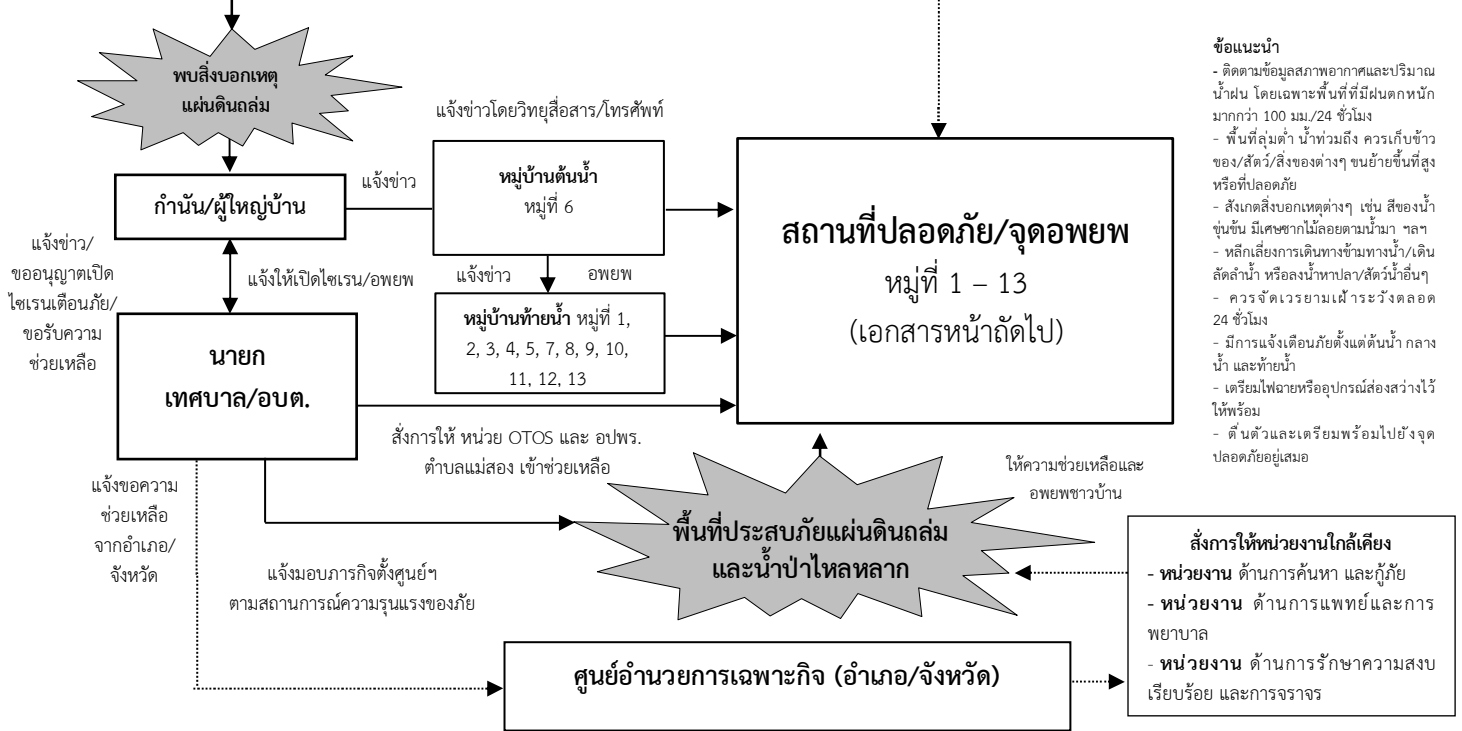 พบสิ่งบอกเหตุ
แผ่นดินถล่ม
กำนัน/ผู้ใหญ่บ้าน
แจ้งข่าว
แจ้งข่าวโดยวิทยุสื่อสาร/โทรศัพท์
หมู่บ้านต้นน้ำ
หมู่ที่ 6
แจ้งข่าว
อพยพ
หมู่บ้านท้ายน้ำ หมู่ที่ 1,
2, 3, 4, 5, 7, 8, 9, 10,
11, 12, 13
แจ้งข่าว/
ขออนุญาตเปิด
ไซเรนเตือนภัย/
ขอรับความ
ช่วยเหลือ
แจ้งให้เปิดไซเรน/อพยพ
นายก
เทศบาล/อบต.
สถานที่ปลอดภัย/จุดอพยพ
หมู่ที่ 1 – 13
(เอกสารหน้าถัดไป)
ข้อแนะนำ
- ติดตามข้อมูลสภาพอากาศและปริมาณ
น้ำฝน โดยเฉพาะพื้นที่ที่มีฝนตกหนัก
มากกว่า 100 มม./24 ชั่วโมง
- พื้นที่ลุ่มต่ำ น้ำท่วมถึง ควรเก็บข้าว
ของ/สัตว์/สิ่งของต่างๆ ขนย้ายขึ้นที่สูง
หรือที่ปลอดภัย
- สังเกตสิ่งบอกเหตุต่างๆ เช่น สีของน้ำ
ขุ่นข้น มีเศษซากไม้ลอยตามน้ำมา ฯลฯ
- หลีกเลี่ยงการเดินทางข้ามทางน้ำ/เดิน
ลัดลำน้ำ หรือลงน้ำหาปลา/สัตว์น้ำอื่นๆ
- ควรจัดเวรยามเฝ้าระวังตลอด
24 ชั่วโมง
- มีการแจ้งเตือนภัยตั้งแต่ต้นน้ำ กลาง
น้ำ และท้ายน้ำ
- เตรียมไฟฉายหรืออุปกรณ์ส่องสว่างไว้
ให้พร้อม
- ตื่นตัวและเตรียมพร้อมไปยังจุด
ปลอดภัยอยู่เสมอ
สั่งการให้ หน่วย OTOS และ อปพร.
ตำบลแม่สอง เข้าช่วยเหลือ
แจ้งขอความ
ช่วยเหลือ
จากอำเภอ/
จังหวัด
แจ้งมอบภารกิจตั้งศูนย์ฯ
ตามสถานการณ์ความรุนแรงของภัย
พื้นที่ประสบภัยแผ่นดินถล่ม
และน้ำป่าไหลหลาก
ให้ความช่วยเหลือและ
อพยพชาวบ้าน
สั่งการให้หน่วยงานใกล้เคียง
- หน่วยงาน ด้านการค้นหา และกู้ภัย
- หน่วยงาน ด้านการแพทย์และการ
พยาบาล
- หน่วยงาน ด้านการรักษาความสงบ
เรียบร้อย และการจราจร
ศูนย์อำนวยการเฉพาะกิจ (อำเภอ/จังหวัด)